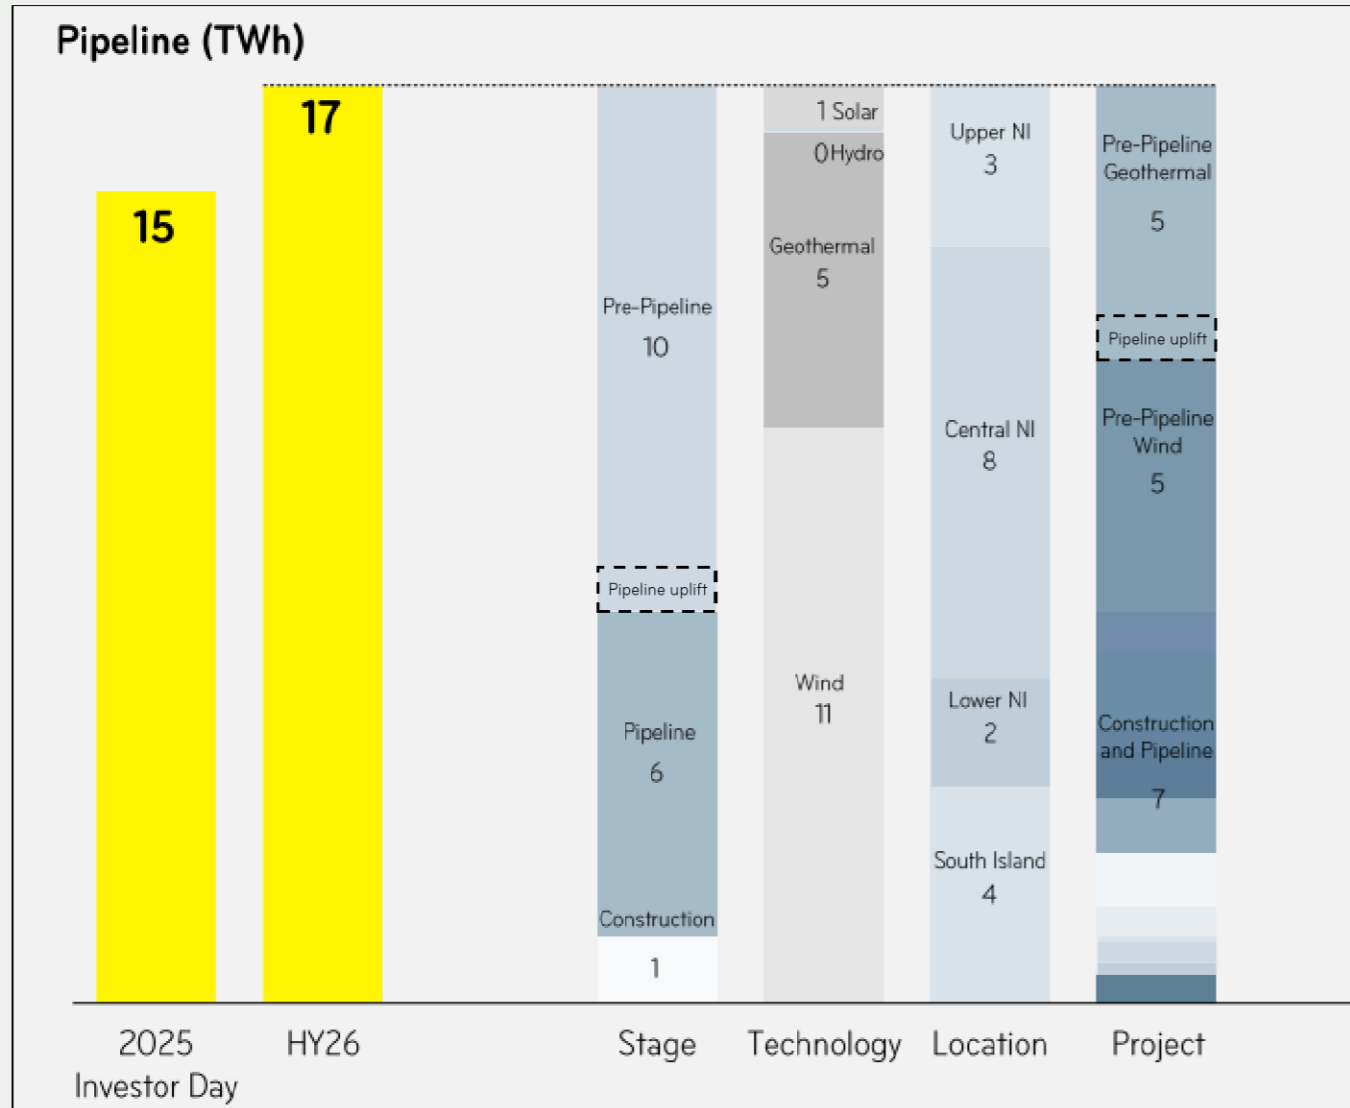 Pipeline (TWh)
15
17
Pre-Pipeline
10
Pipeline uplift
Pipeline
6
Construction
1
1 Solar
0Hydro
Geothermal
5
Wind
11
Upper NI
3
Central NI
8
Lower NI
2
South Island
4
Pre-Pipeline
Geothermal
5
Pipeline uplift
Pre-Pipeline
Wind
5
Construction
and Pipeline
7
2025
Investor Day
HY26
Stage
Technology
Location
Project